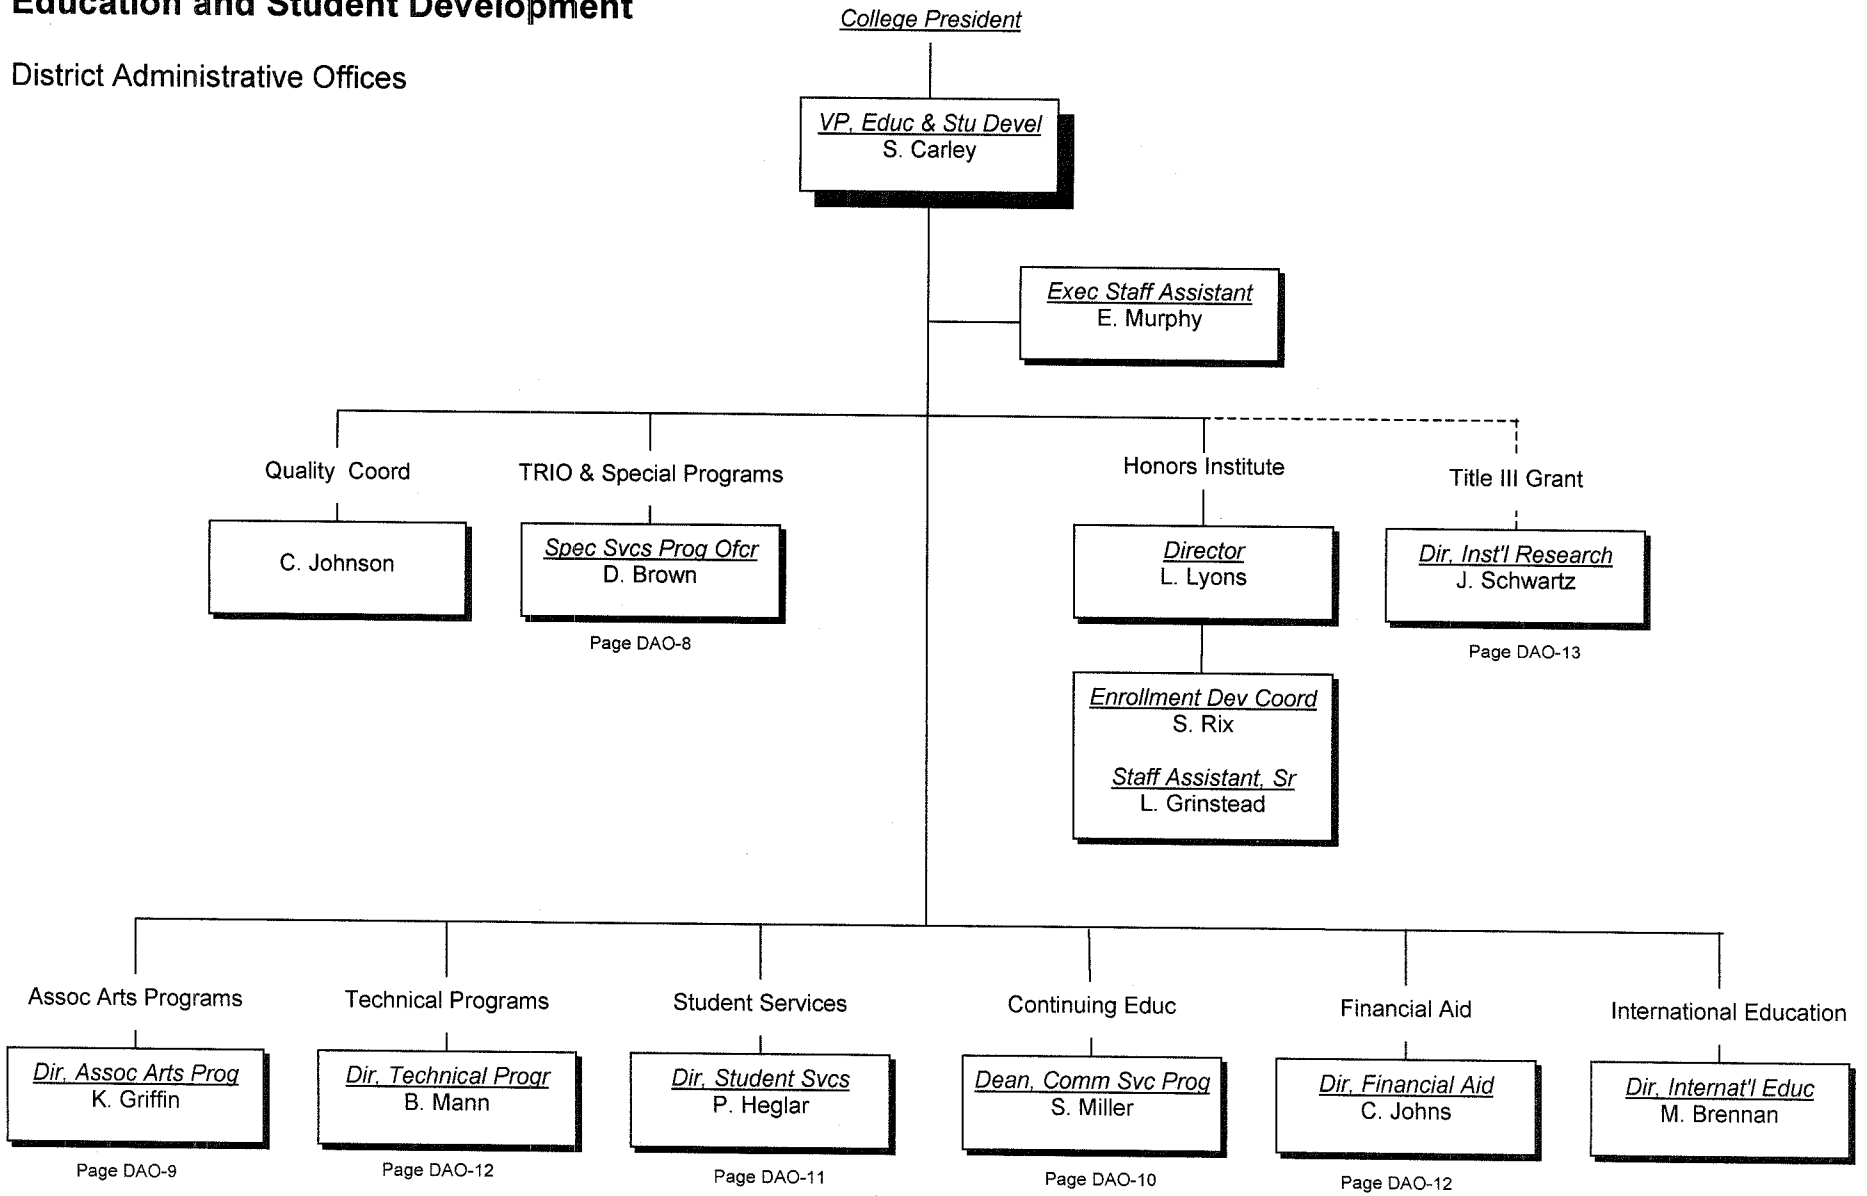 Education and Student Development
College President
District Administrative Offices
VP, Educ & Stu Devel
S. Carley
Exec Staff Assistant
E. Murphy
Quality Coord
TRIO & Special Programs
Honors Institute
Title III Grant
C. Johnson
Spec Svcs Prog Ofcr
D. Brown
Page DAO-8
Director
L. Lyons
Dir, Inst'l Research
J. Schwartz
Page DAO-13
Enrollment Dev Coord
S. Rix
Staff Assistant, Sr
L. Grinstead
Assoc Arts Programs
Technical Programs
Student Services
Continuing Educ
Financial Aid
International Education
Dir, Assoc Arts Prog
K. Griffin
Page DAO-9
Dir, Technical Progr
B. Mann
Page DAO-12
Dir, Student Svcs
P. Heglar
Page DAO-11
Dean, Comm Svc Prog
S. Miller
Page DAO-10
Dir, Financial Aid
C. Johns
Page DAO-12
Dir, Internat'l Educ
M. Brennan